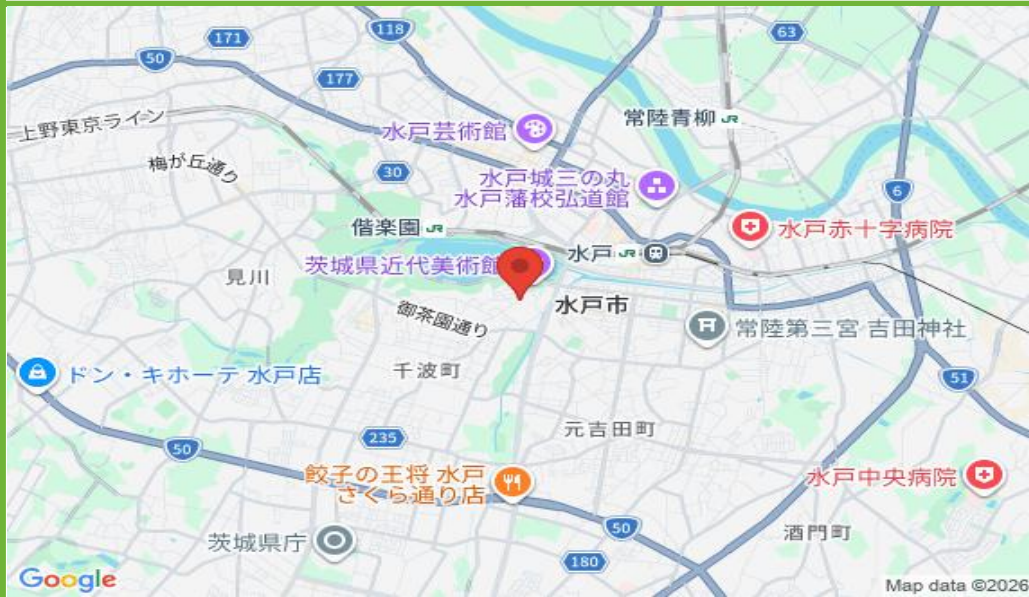 118
171
63
50
177
上野東京ライン
水戸芸術館
常陸青柳 JR
梅が丘通り
30
水戸城三の丸
水戸藩校弘道館
6
偕楽園 JR
水戸 JR
水戸赤十字病院
茨城県近代美術館
見川
水戸市
御茶園通り
常陸第三宮 吉田神社
千波町
ドン・キホーテ 水戸店
51
235
元吉田町
50
餃子の王将 水戸
さくら通り店
水戸中央病院
50
酒門町
茨城県庁
180
Google
Map data ©2026